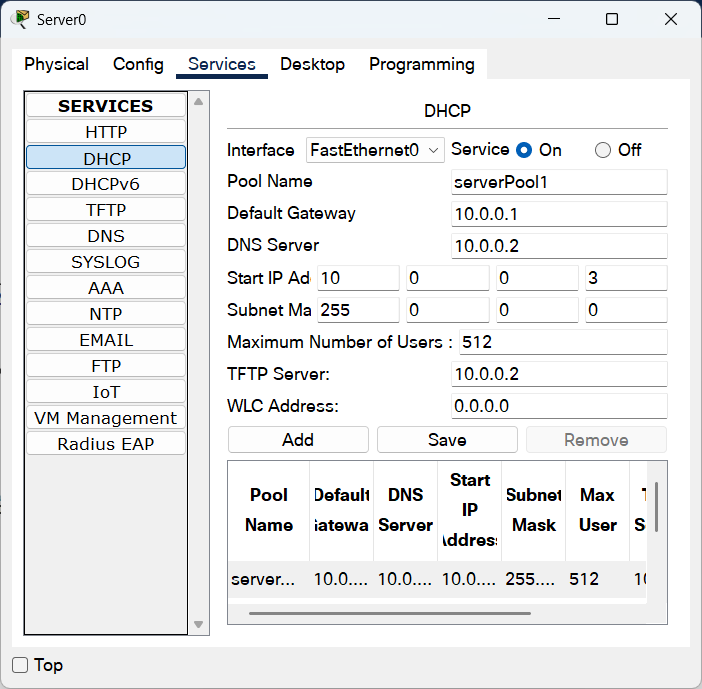 Server0
Physical Config Services Desktop Programming
SERVICES
HTTP
DHCP
DHCPv6
TFTP
DNS
SYSLOG
AAA
NTP
EMAIL
FTP
IoT
VM Management
Radius EAP
DHCP
Interface FastEthernet0 Service On Off
Pool Name serverPool1
Default Gateway 10.0.0.1
DNS Server 10.0.0.2
Start IP Ad 10 0 0 3
Subnet Ma 255 0 0 0
Maximum Number of Users : 512
TFTP Server: 10.0.0.2
WLC Address: 0.0.0.0
Add Save Remove
Pool Name Default Gatewa DNS Server Start IP Addres Subnet Mask Max User
server... 10.0.... 10.0.... 10.0.... 255.... 512 10
Top